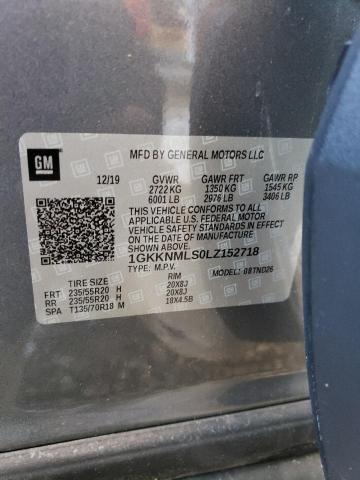 GM
MFD BY GENERAL MOTORS LLC
12/19 GVWR GAWR FRT GAWR RP
2722 KG 1350 KG 1545 KG
6001 LB 2976 LB 3406 LB
THIS VEHICLE CONFORMS TO ALL
APPLICABLE U.S. FEDERAL MOTOR
VEHICLE SAFETY STANDARDS IN
EFFECT ON THE DATE OF MANUFACTURE
SHOWN ABOVE.
1GKKNMLS0LZ152718
TYPE: M.P.V. MODEL: 08TND26
TIRE SIZE RIM
FRT 235/55R20 H 20X8J
RR 235/55R20 H 20X8J
SPA T135/70R18 M 18X4.5B